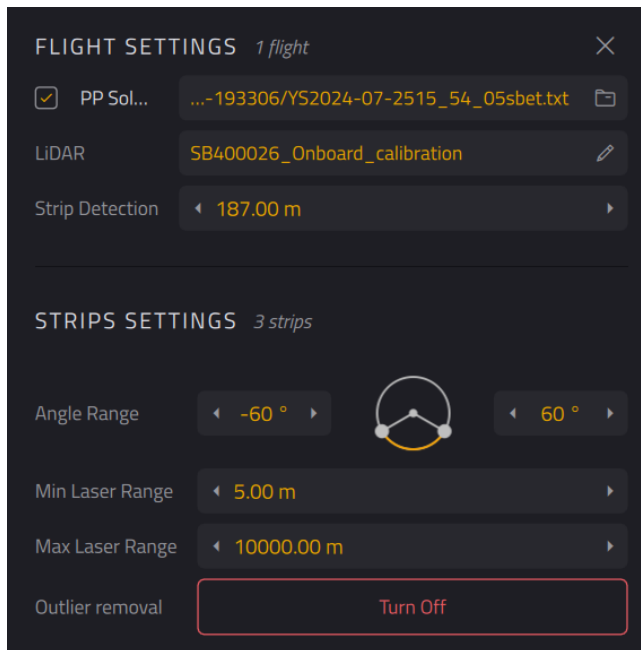 FLIGHT SETTINGS 1 flight
PP Sol... ...-193306/YS2024-07-2515_54_05sbet.txt
LiDAR SB400026_Onboard_calibration
Strip Detection 187.00 m
STRIPS SETTINGS 3 strips
Angle Range -60 ° 60 °
Min Laser Range 5.00 m
Max Laser Range 10000.00 m
Outlier removal Turn Off